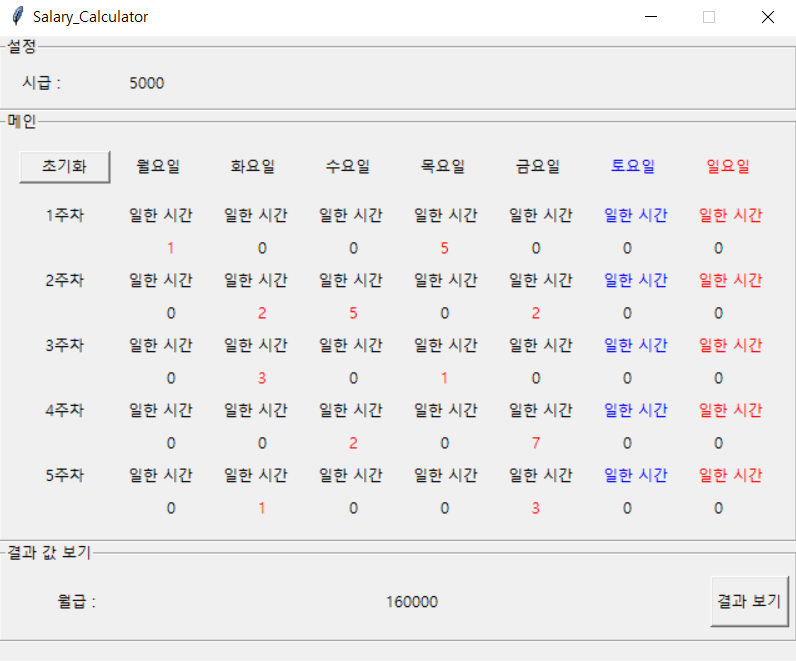 Salary_Calculator
설정
시급 : 5000
메인
초기화 월요일 화요일 수요일 목요일 금요일 토요일 일요일
1주차 일한 시간 일한 시간 일한 시간 일한 시간 일한 시간 일한 시간 일한 시간
1 0 0 5 0 0 0
2주차 일한 시간 일한 시간 일한 시간 일한 시간 일한 시간 일한 시간 일한 시간
0 2 5 0 2 0 0
3주차 일한 시간 일한 시간 일한 시간 일한 시간 일한 시간 일한 시간 일한 시간
0 3 0 1 0 0 0
4주차 일한 시간 일한 시간 일한 시간 일한 시간 일한 시간 일한 시간 일한 시간
0 0 2 0 7 0 0
5주차 일한 시간 일한 시간 일한 시간 일한 시간 일한 시간 일한 시간 일한 시간
0 1 0 0 3 0 0
결과 값 보기
월급 : 160000 결과 보기